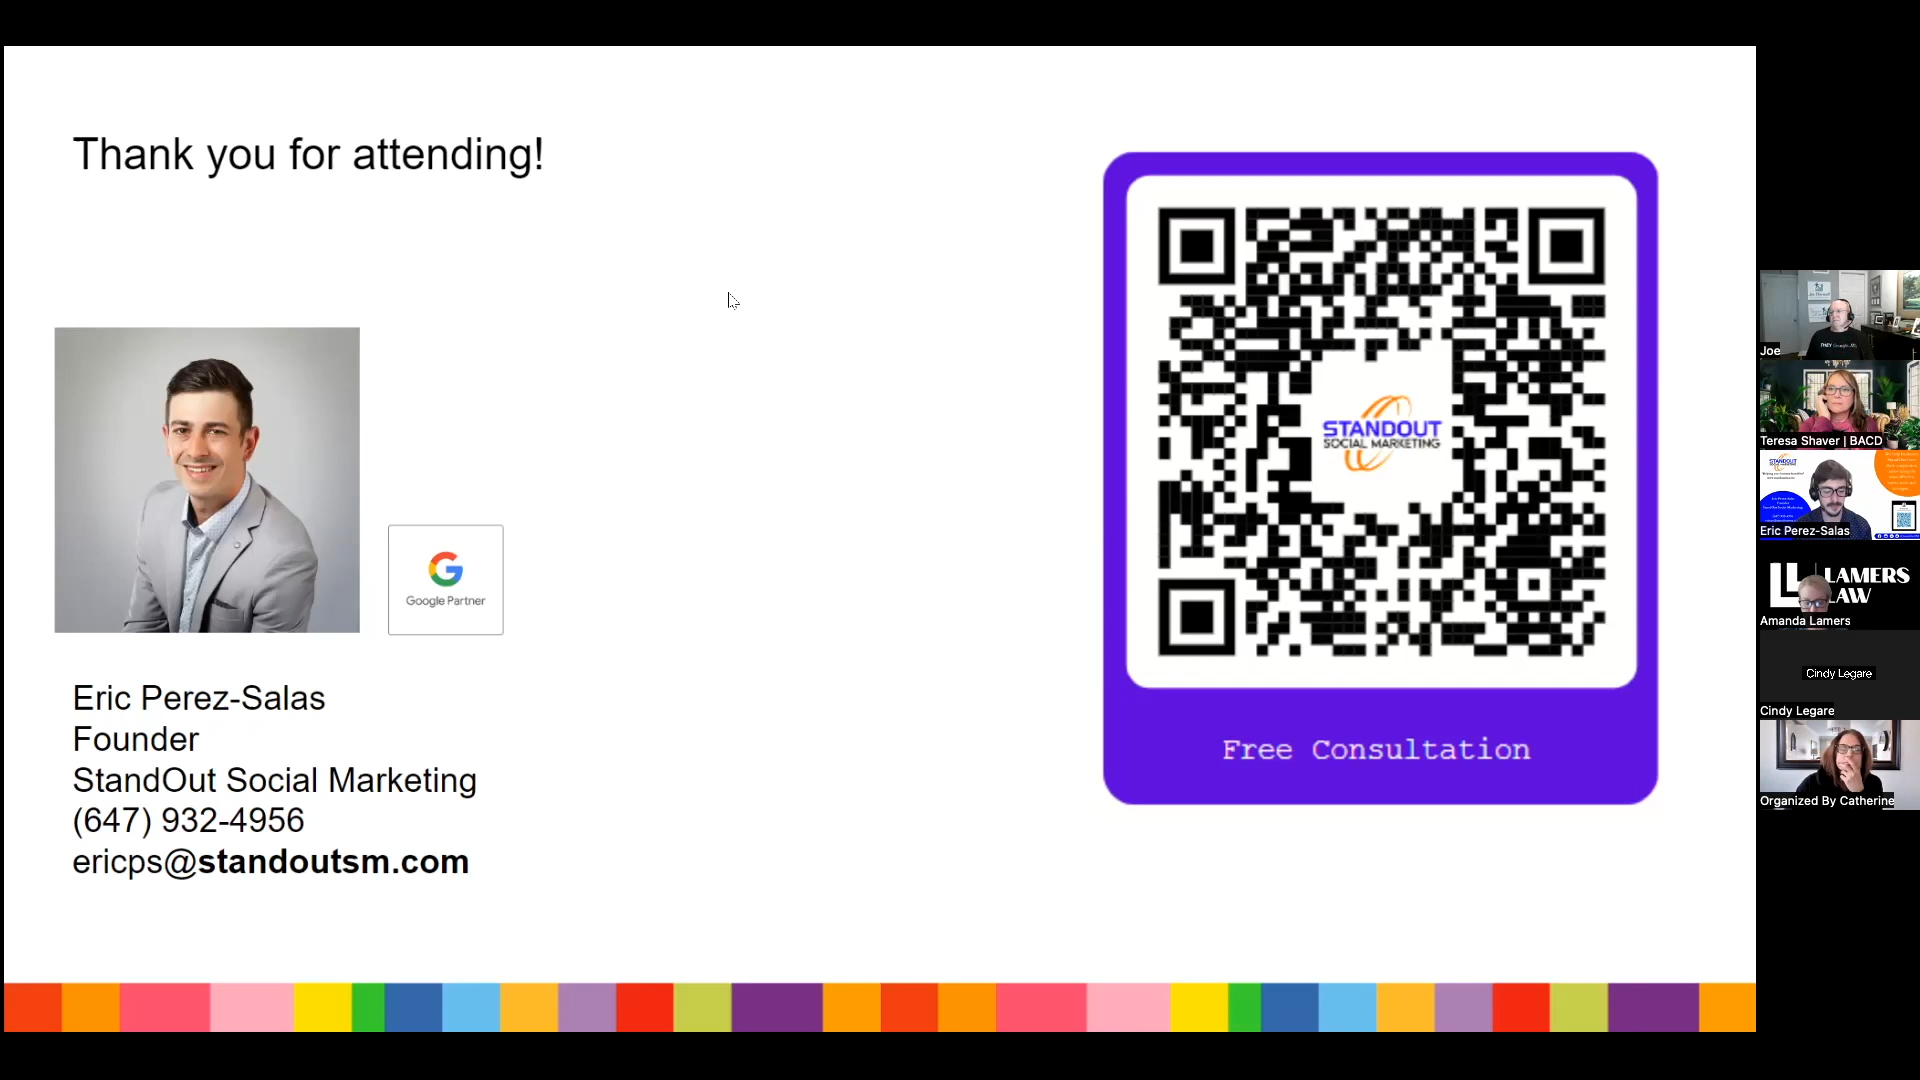 Thank you for attending!
Google Partner
Eric Perez-Salas
Founder
StandOut Social Marketing
(647) 932-4956
ericps@standoutsm.com
STANDOUT
SOCIAL MARKETING
Free Consultation
Joe
Teresa Shaver | BACD
STANDOUT
Eric Perez-Salas
LL LAMERS
LAW
Amanda Lamers
Cindy Legare
Cindy Legare
Organized By Catherine